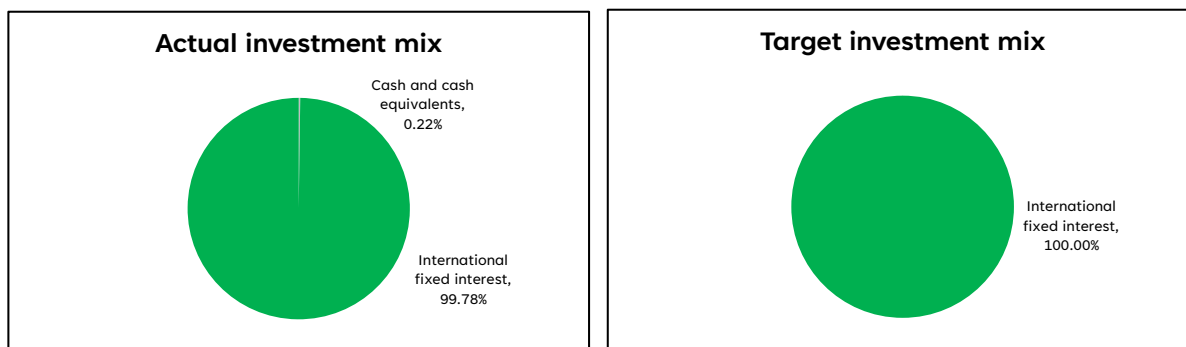 Actual investment mix
Cash and cash
equivalents,
0.22%
International
fixed interest,
99.78%
Target investment mix
International
fixed interest,
100.00%